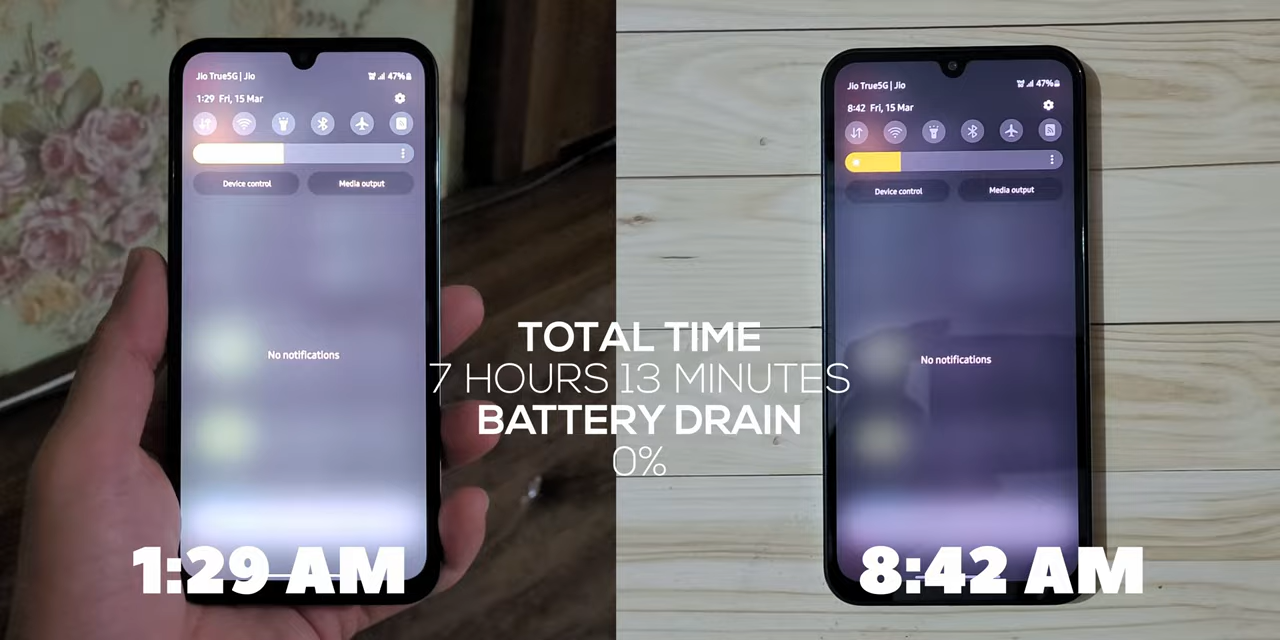 Jio True5G | Jio
47%
1:29 Fri, 15 Mar
Device control
Media output
No notifications
1:29 AM
TOTAL TIME
7 HOURS 13 MINUTES
BATTERY DRAIN
0%
Jio True5G | Jio
47%
8:42 Fri, 15 Mar
Device control
Media output
No notifications
8:42 AM